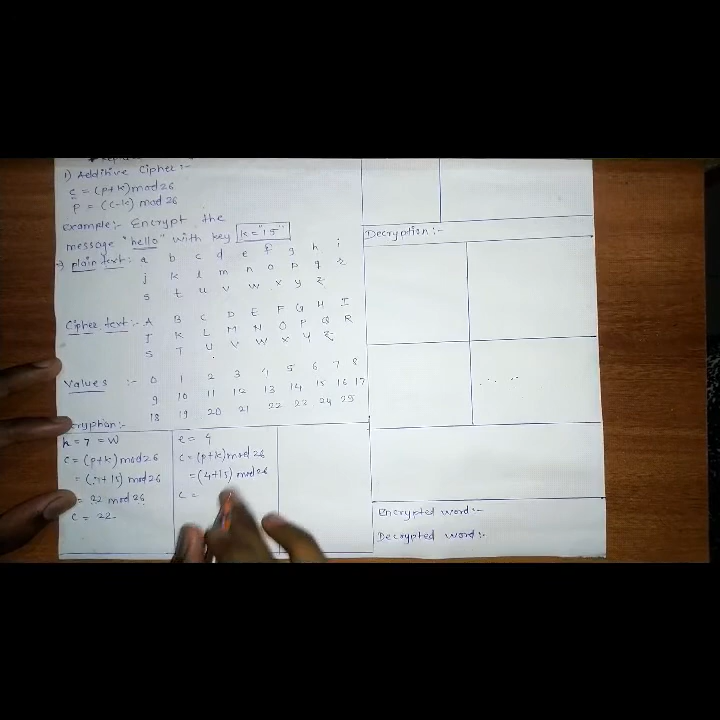 1) Additive Cipher :-
C = (P+K) mod 26
P = (C-K) mod 26
Example:- Encrypt the
message "hello" with key K="15"
plain text: a b c d e f g h i
j k l m n o p q r
s t u v w x y z
Cipher text:- A B C D E F G H I
J K L M N O P Q R
S T U V W X Y Z
Values :- 0 1 2 3 4 5 6 7 8
9 10 11 12 13 14 15 16 17
18 19 20 21 22 23 24 25
cryption:-
h = 7 = W
C = (P+K) mod 26
= (7+15) mod 26
= 22 mod 26
C = 22
e = 4
C = (P+K) mod 26
= (4+15) mod 26
C =
Decryption:-
Encrypted word:-
Decrypted word:-